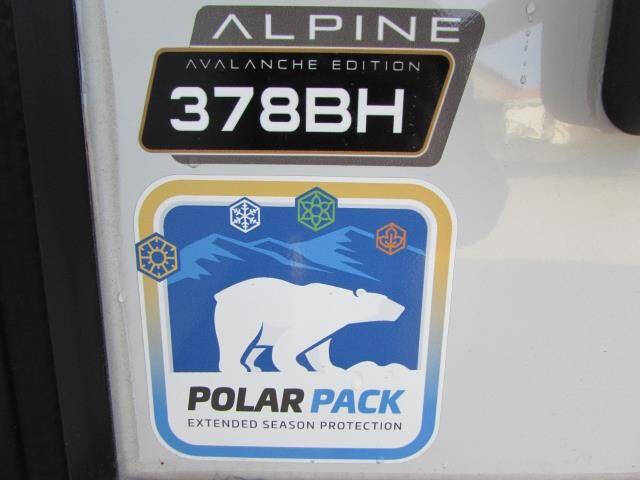 ALPINE
AVALANCHE EDITION
378BH
POLAR PACK
EXTENDED SEASON PROTECTION